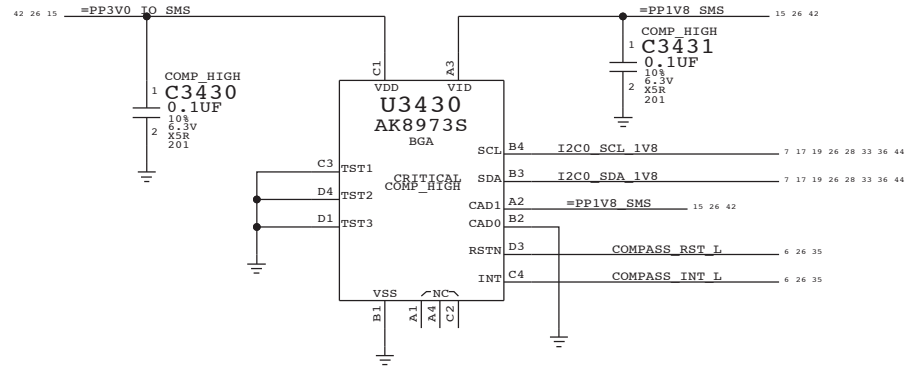 42 26 15 =PP3V0_IO_SMS
=PP1V8_SMS 15 26 42
COMP_HIGH
1 C3431
0.1UF
10%
6.3V
2 X5R
201
COMP_HIGH
1 C3430
0.1UF
10%
6.3V
2 X5R
201
C1
A3
VDD VID
U3430
AK8973S
BGA
CRITICAL
COMP_HIGH
C3 TST1
D4 TST2
D1 TST3
SCL B4 I2C0_SCL_1V8 7 17 19 26 28 33 36 44
SDA B3 I2C0_SDA_1V8 7 17 19 26 28 33 36 44
CAD1 A2 =PP1V8_SMS 15 26 42
CAD0 B2
RSTN D3 COMPASS_RST_L 6 26 35
INT C4 COMPASS_INT_L 6 26 35
VSS NC
B1 A1 A4 C2